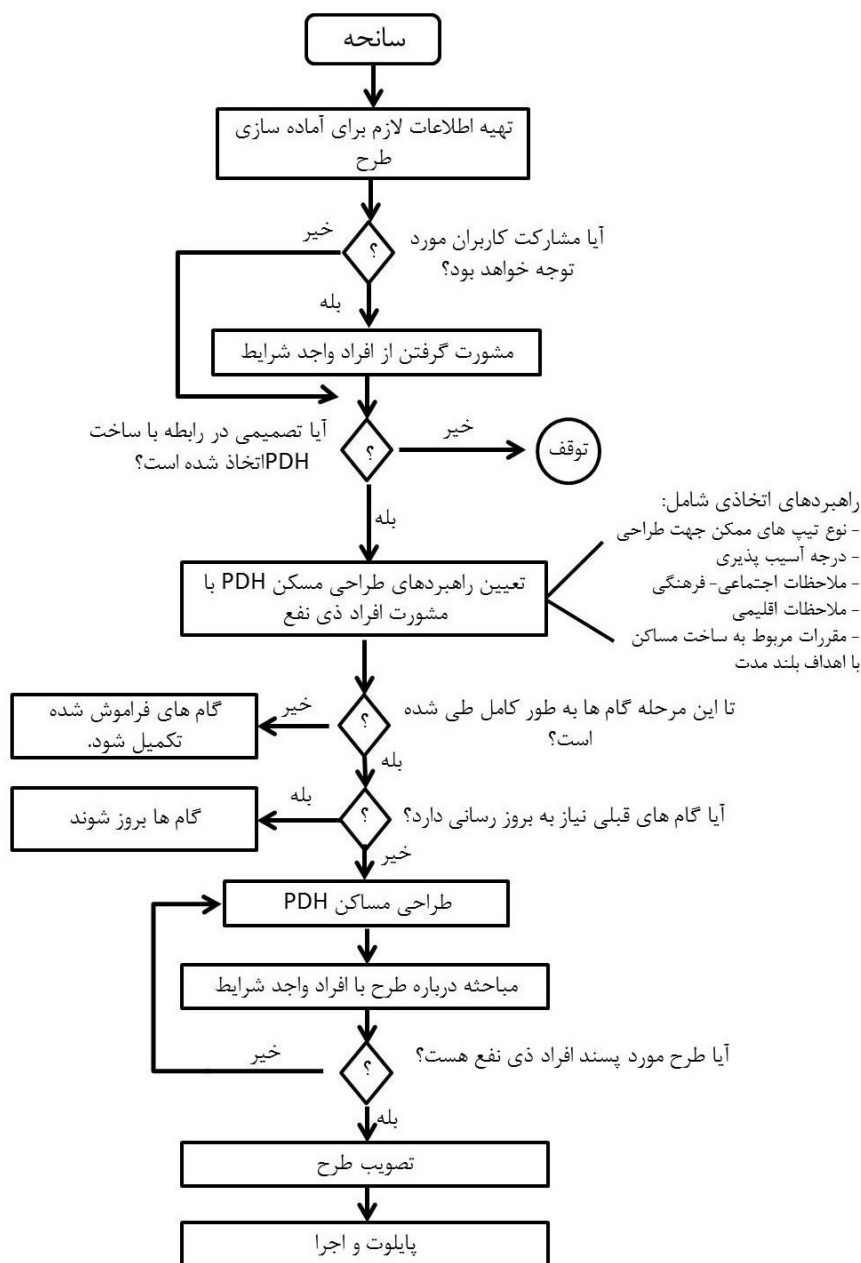 سانحه
تهیه اطلاعات لازم برای آماده سازی
طرح
خیر
؟
آیا مشارکت کاربران مورد
توجه خواهد بود؟
بله
مشورت گرفتن از افراد واجد شرایط
آیا تصمیمی در رابطه با ساخت
PDHاتخاذ شده است؟
؟
خیر
توقف
بله
راهبردهای اتخاذی شامل:
- نوع تیپ های ممکن جهت طراحی
- درجه آسیب پذیری
- ملاحظات اجتماعی- فرهنگی
- ملاحظات اقلیمی
- مقررات مربوط به ساخت مساکن
با اهداف بلند مدت
تعیین راهبردهای طراحی مسکن PDH با
مشورت افراد ذی نفع
تا این مرحله گام ها به طور کامل طی شده
است؟
؟
خیر
گام های فراموش شده
تکمیل شود.
بله
آیا گام های قبلی نیاز به بروز رسانی دارد؟
؟
بله
گام ها بروز شوند
خیر
طراحی مساکن PDH
مباحثه درباره طرح با افراد واجد شرایط
آیا طرح مورد پسند افراد ذی نفع هست؟
؟
خیر
بله
تصویب طرح
پایلوت و اجرا